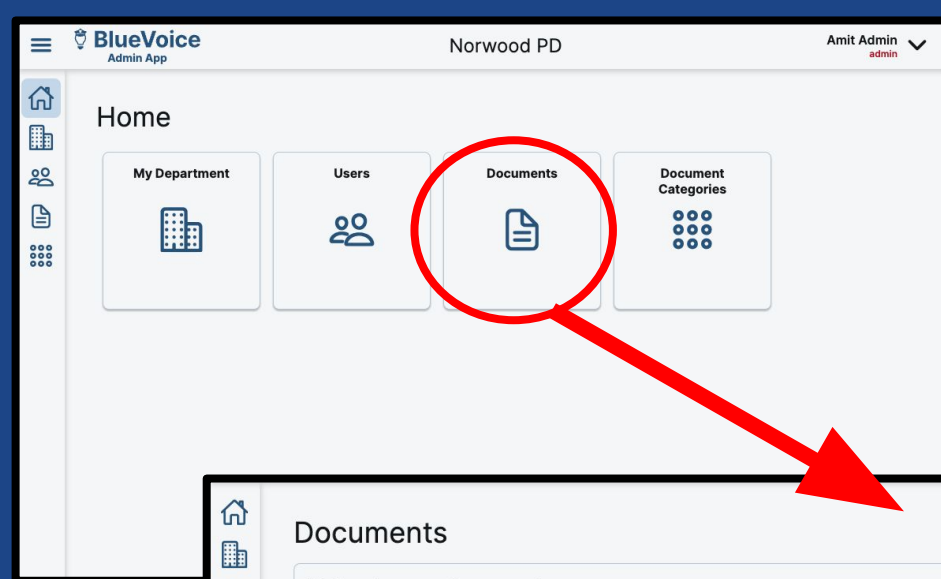 BlueVoice
Admin App
Norwood PD
Amit Admin
admin
Home
My Department
Users
Documents
Document
Categories
Documents